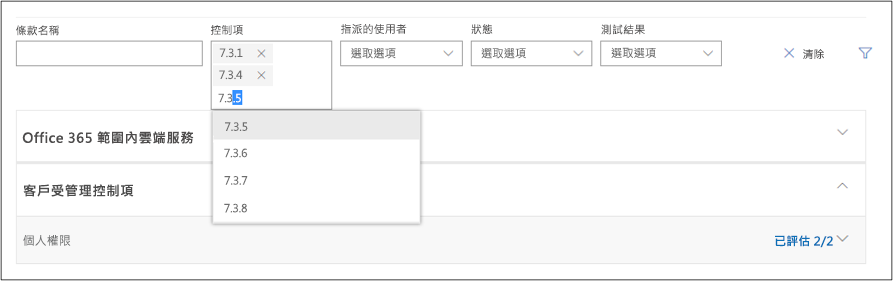 條款名稱 控制項 指派的使用者 狀態 測試結果
7.3.1 ×
選取選項 選取選項 選取選項 × 清除
7.3.4 ×
7.3.5
7.3.5
Office 365 範圍內雲端服務
7.3.6
7.3.7
客戶受管理控制項
7.3.8
個人權限 已評估 2/2